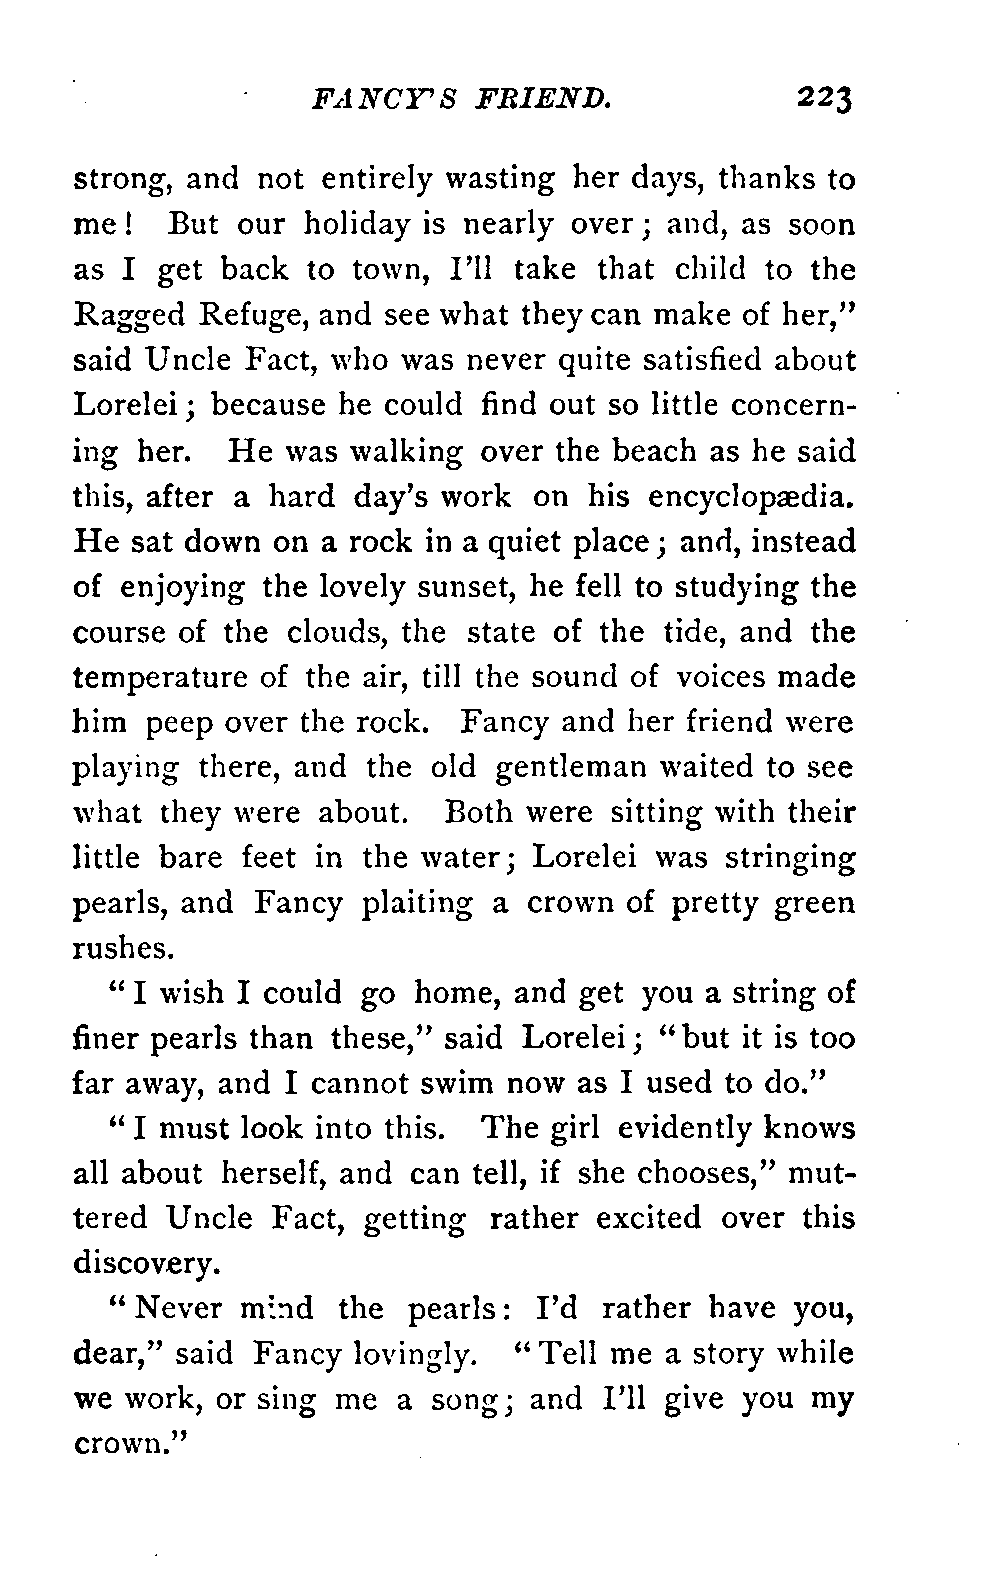 FANCY'S FRIEND. 223
strong, and not entirely wasting her days, thanks to
me! But our holiday is nearly over; and, as soon
as I get back to town, I'll take that child to the
Ragged Refuge, and see what they can make of her,"
said Uncle Fact, who was never quite satisfied about
Lorelei; because he could find out so little concern-
ing her. He was walking over the beach as he said
this, after a hard day's work on his encyclopædia.
He sat down on a rock in a quiet place; and, instead
of enjoying the lovely sunset, he fell to studying the
course of the clouds, the state of the tide, and the
temperature of the air, till the sound of voices made
him peep over the rock. Fancy and her friend were
playing there, and the old gentleman waited to see
what they were about. Both were sitting with their
little bare feet in the water; Lorelei was stringing
pearls, and Fancy plaiting a crown of pretty green
rushes.
"I wish I could go home, and get you a string of
finer pearls than these," said Lorelei; "but it is too
far away, and I cannot swim now as I used to do."
"I must look into this. The girl evidently knows
all about herself, and can tell, if she chooses," mut-
tered Uncle Fact, getting rather excited over this
discovery.
"Never mind the pearls: I'd rather have you,
dear," said Fancy lovingly. "Tell me a story while
we work, or sing me a song; and I'll give you my
crown."